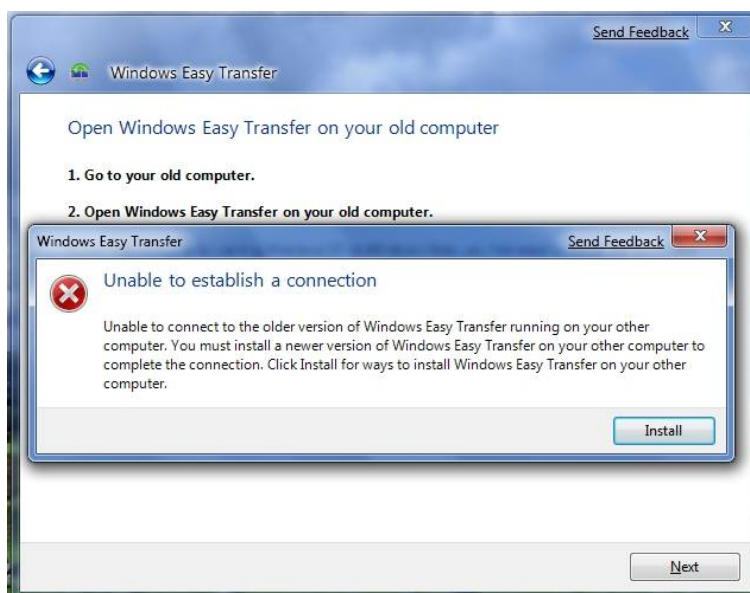 Send Feedback
Windows Easy Transfer
Open Windows Easy Transfer on your old computer
1. Go to your old computer.
2. Open Windows Easy Transfer on your old computer.
Windows Easy Transfer
Send Feedback
Unable to establish a connection
Unable to connect to the older version of Windows Easy Transfer running on your other
computer. You must install a newer version of Windows Easy Transfer on your other computer to
complete the connection. Click Install for ways to install Windows Easy Transfer on your other
computer.
Install
Next